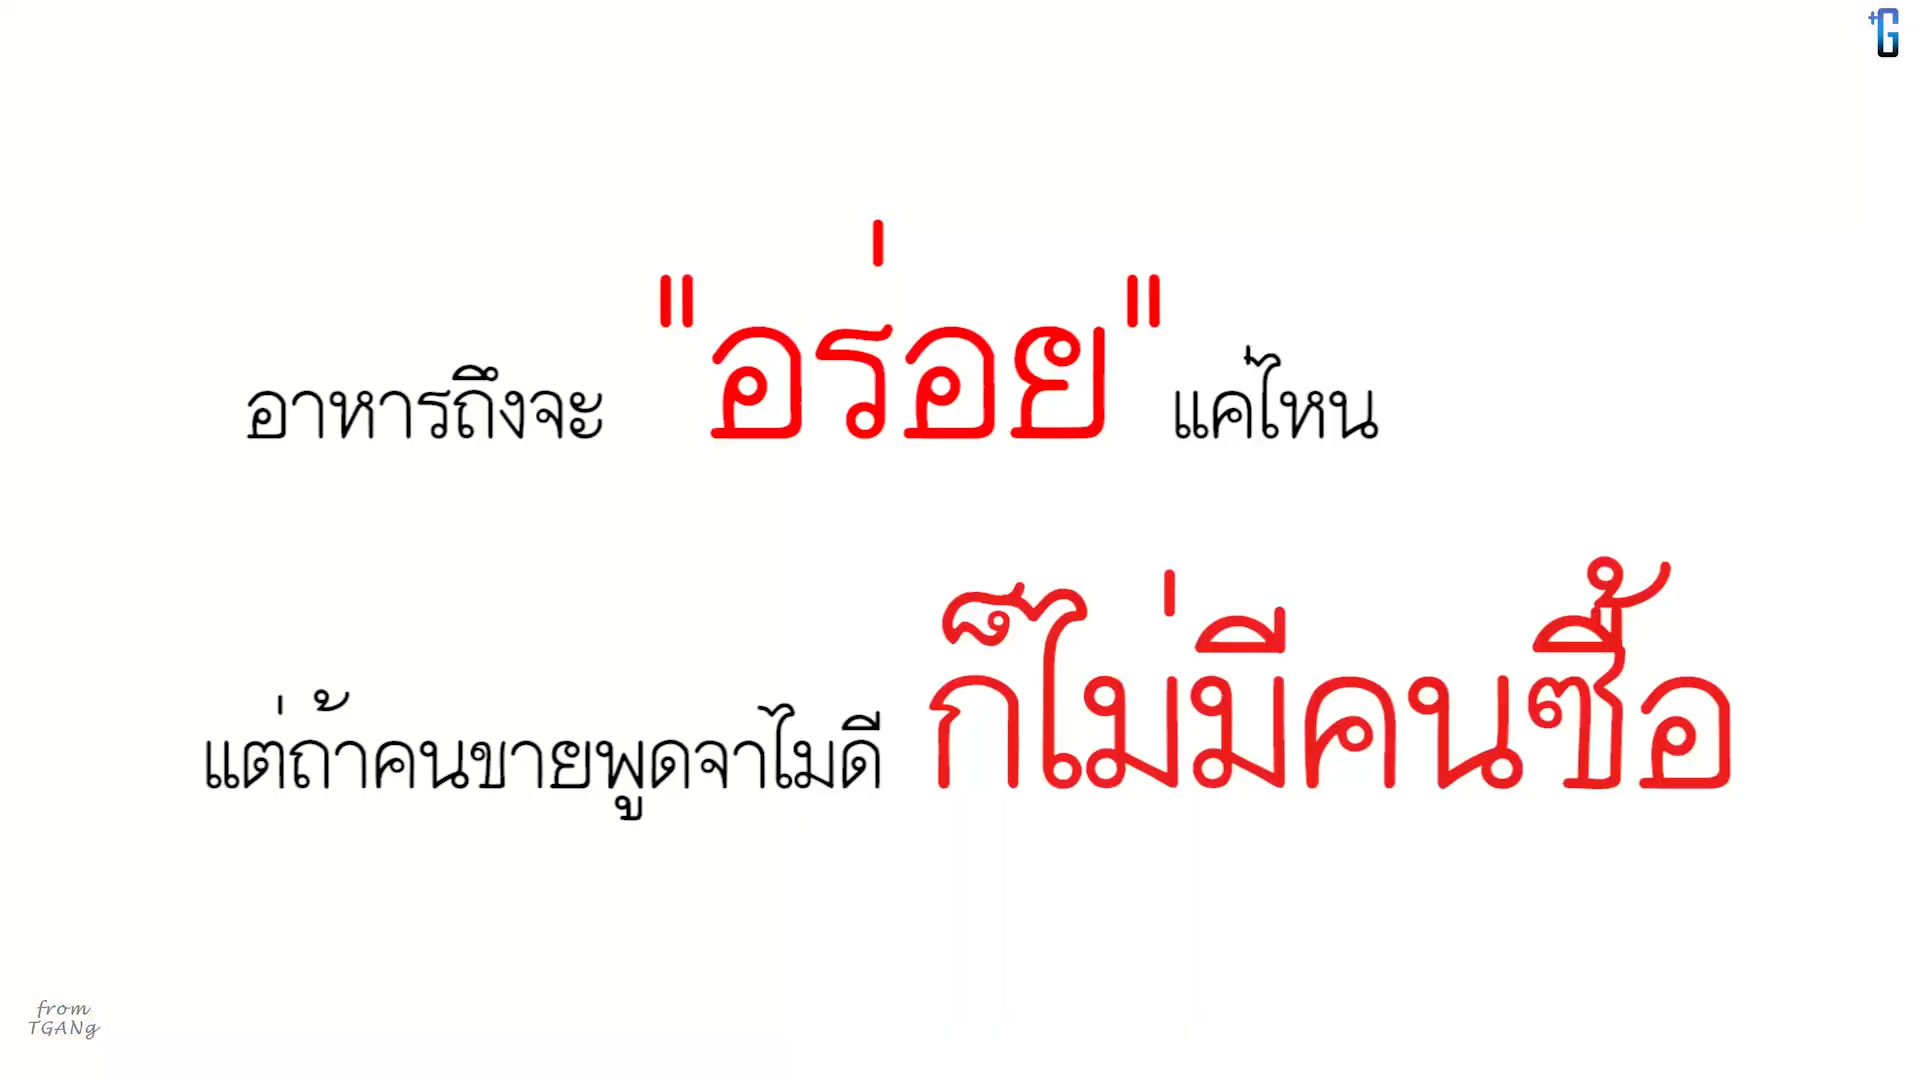 +G
อาหารถึงจะ "อร่อย" แค่ไหน
แต่ถ้าคนขายพูดจาไม่ดี ก็ไม่มีคนซื้อ
from
TGANg